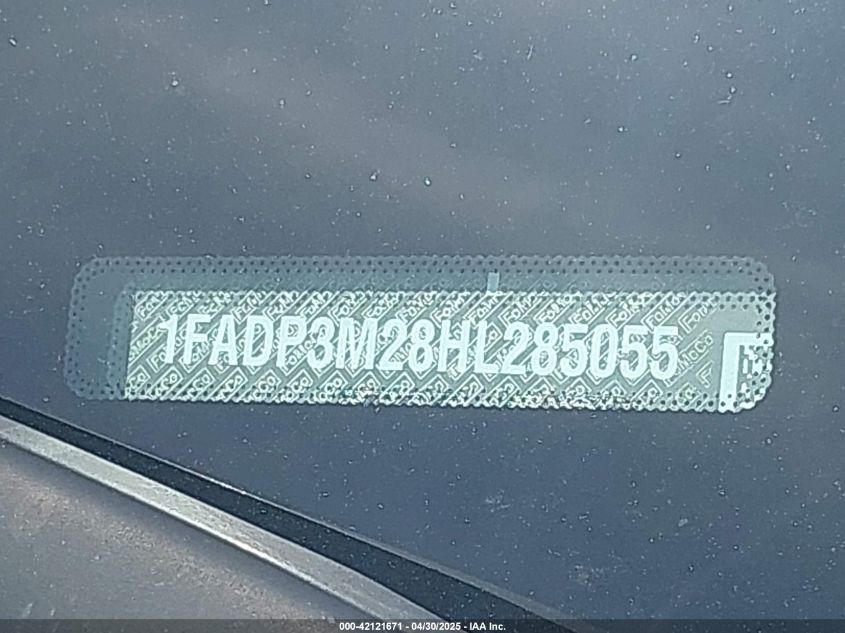 1FADP3M28HL285055
000-42121671 - 04/30/2025 - IAA Inc.